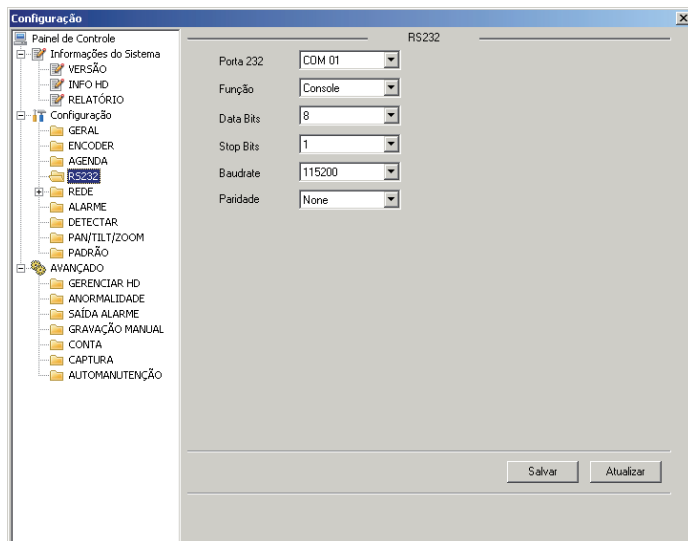 Configuração
Painel de Controle
Informações do Sistema
VERSÃO
INFO HD
RELATÓRIO
Configuração
GERAL
ENCODER
AGENDA
RS232
REDE
ALARME
DETECTAR
PAN/TILT/ZOOM
PADRÃO
AVANÇADO
GERENCIAR HD
ANORMALIDADE
SAÍDA ALARME
GRAVAÇÃO MANUAL
CONTA
CAPTURA
AUTOMANUTENÇÃO
RS232
Porta 232 COM 01
Função Console
Data Bits 8
Stop Bits 1
Baudrate 115200
Paridade None
Salvar Atualizar